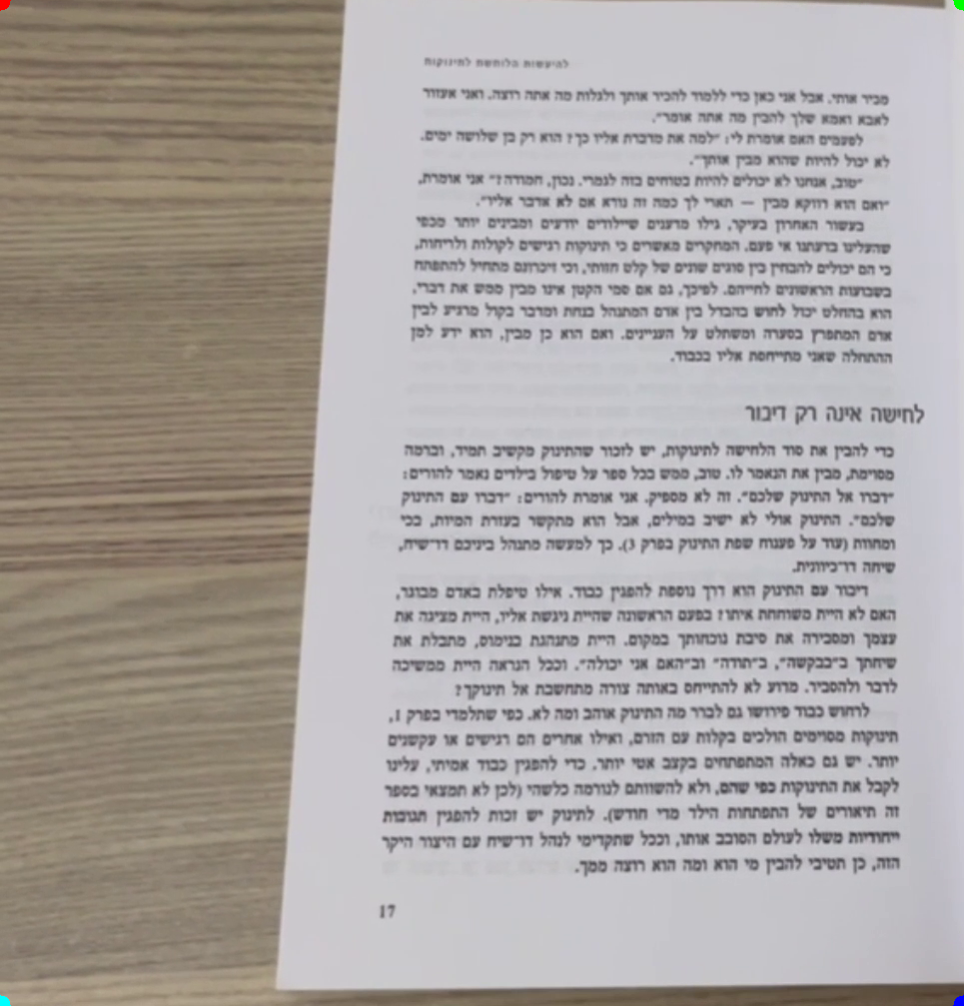 להיעשות הלוחשת לתינוקות
מכיר אותי. אבל אני כאן כדי ללמוד להכיר אותך ולגלות מה אתה רוצה. ואני אעזור
לאבא ואמא שלך להבין מה אתה אומר".
לפעמים האם אומרת לי: "למה את מדברת אליו כך? הוא רק בן שלושה ימים.
לא יכול להיות שהוא מבין אותך".
"טוב, אנחנו לא יכולים להיות בטוחים בזה לגמרי. נכון, חמודה?" אני אומרת,
"ואם הוא דווקא מבין — תארי לך כמה זה נורא אם לא אדבר אליו".
בעשור האחרון בעיקר, גילו מדענים שיילודים יודעים ומבינים יותר מכפי
שהעלינו בדעתנו אי פעם. המחקרים מאשרים כי תינוקות רגישים לקולות ולריחות,
כי הם יכולים להבחין בין סוגים שונים של קלט חזותי, וכי זיכרונם מתחיל להתפתח
בשבועות הראשונים לחייהם. לפיכך, גם אם סמי הקטן אינו מבין ממש את דברי,
הוא בהחלט יכול לחוש בהבדל בין אדם המתנהל בנחת ומדבר בקול מרגיע לבין
אדם המתפרץ בסערה ומשתלט על העניינים. ואם הוא כן מבין, הוא ידע למן
ההתחלה שאני מתייחסת אליו בכבוד.
לחישה אינה רק דיבור
כדי להבין את סוד הלחישה לתינוקות, יש לזכור שהתינוק מקשיב תמיד, וברמה
מסוימת, מבין את הנאמר לו. טוב, ממש בכל ספר על טיפול בילדים נאמר להורים:
"דברו אל התינוק שלכם". זה לא מספיק. אני אומרת להורים: "דברו עם התינוק
שלכם". התינוק אולי לא ישיב במילים, אבל הוא מתקשר בעזרת המיות, בכי
ומחוות (עוד על פענוח שפת התינוק בפרק 3). כך למעשה מתנהל ביניכם דו־שיח,
שיחה דו־כיוונית.
דיבור עם התינוק הוא דרך נוספת להפגין כבוד. אילו טיפלת באדם מבוגר,
האם לא היית משוחחת איתו? בפעם הראשונה שהיית ניגשת אליו, היית מציגה את
עצמך ומסבירה את סיבת נוכחותך במקום. היית מתנהגת בנימוס, מתבלת את
שיחתך ב"בבקשה", ב"תודה" וב"האם אני יכולה". וככל הנראה היית ממשיכה
לדבר ולהסביר. מדוע לא להתייחס באותה צורה מתחשבת אל תינוקך?
לרחוש כבוד פירושו גם לברר מה התינוק אוהב ומה לא. כפי שתלמדי בפרק 1,
תינוקות מסוימים הולכים בקלות עם הזרם, ואילו אחרים הם רגישים או עקשנים
יותר. יש גם כאלה המתפתחים בקצב אטי יותר. כדי להפגין כבוד אמיתי, עלינו
לקבל את התינוקות כפי שהם, ולא להשוותם לנורמה כלשהי (לכן לא תמצאי בספר
זה תיאורים של התפתחות הילד מדי חודש). לתינוק יש זכות להפגין תגובות
ייחודיות משלו לעולם הסובב אותו, וככל שתקדימי לנהל דו־שיח עם היצור היקר
הזה, כן תטיבי להבין מי הוא ומה הוא רוצה ממך.
17